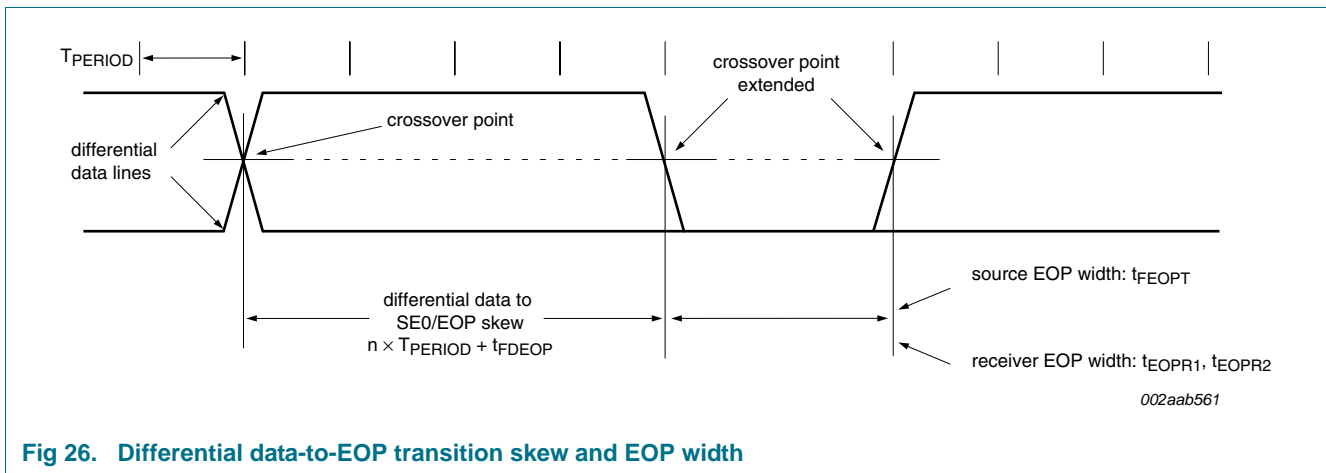 TPERIOD
crossover point
extended
crossover point
differential
data lines
source EOP width: tFEOPT
differential data to
SE0/EOP skew
n × TPERIOD + tFDEOP
receiver EOP width: tEOPR1, tEOPR2
002aab561
Fig 26. Differential data-to-EOP transition skew and EOP width